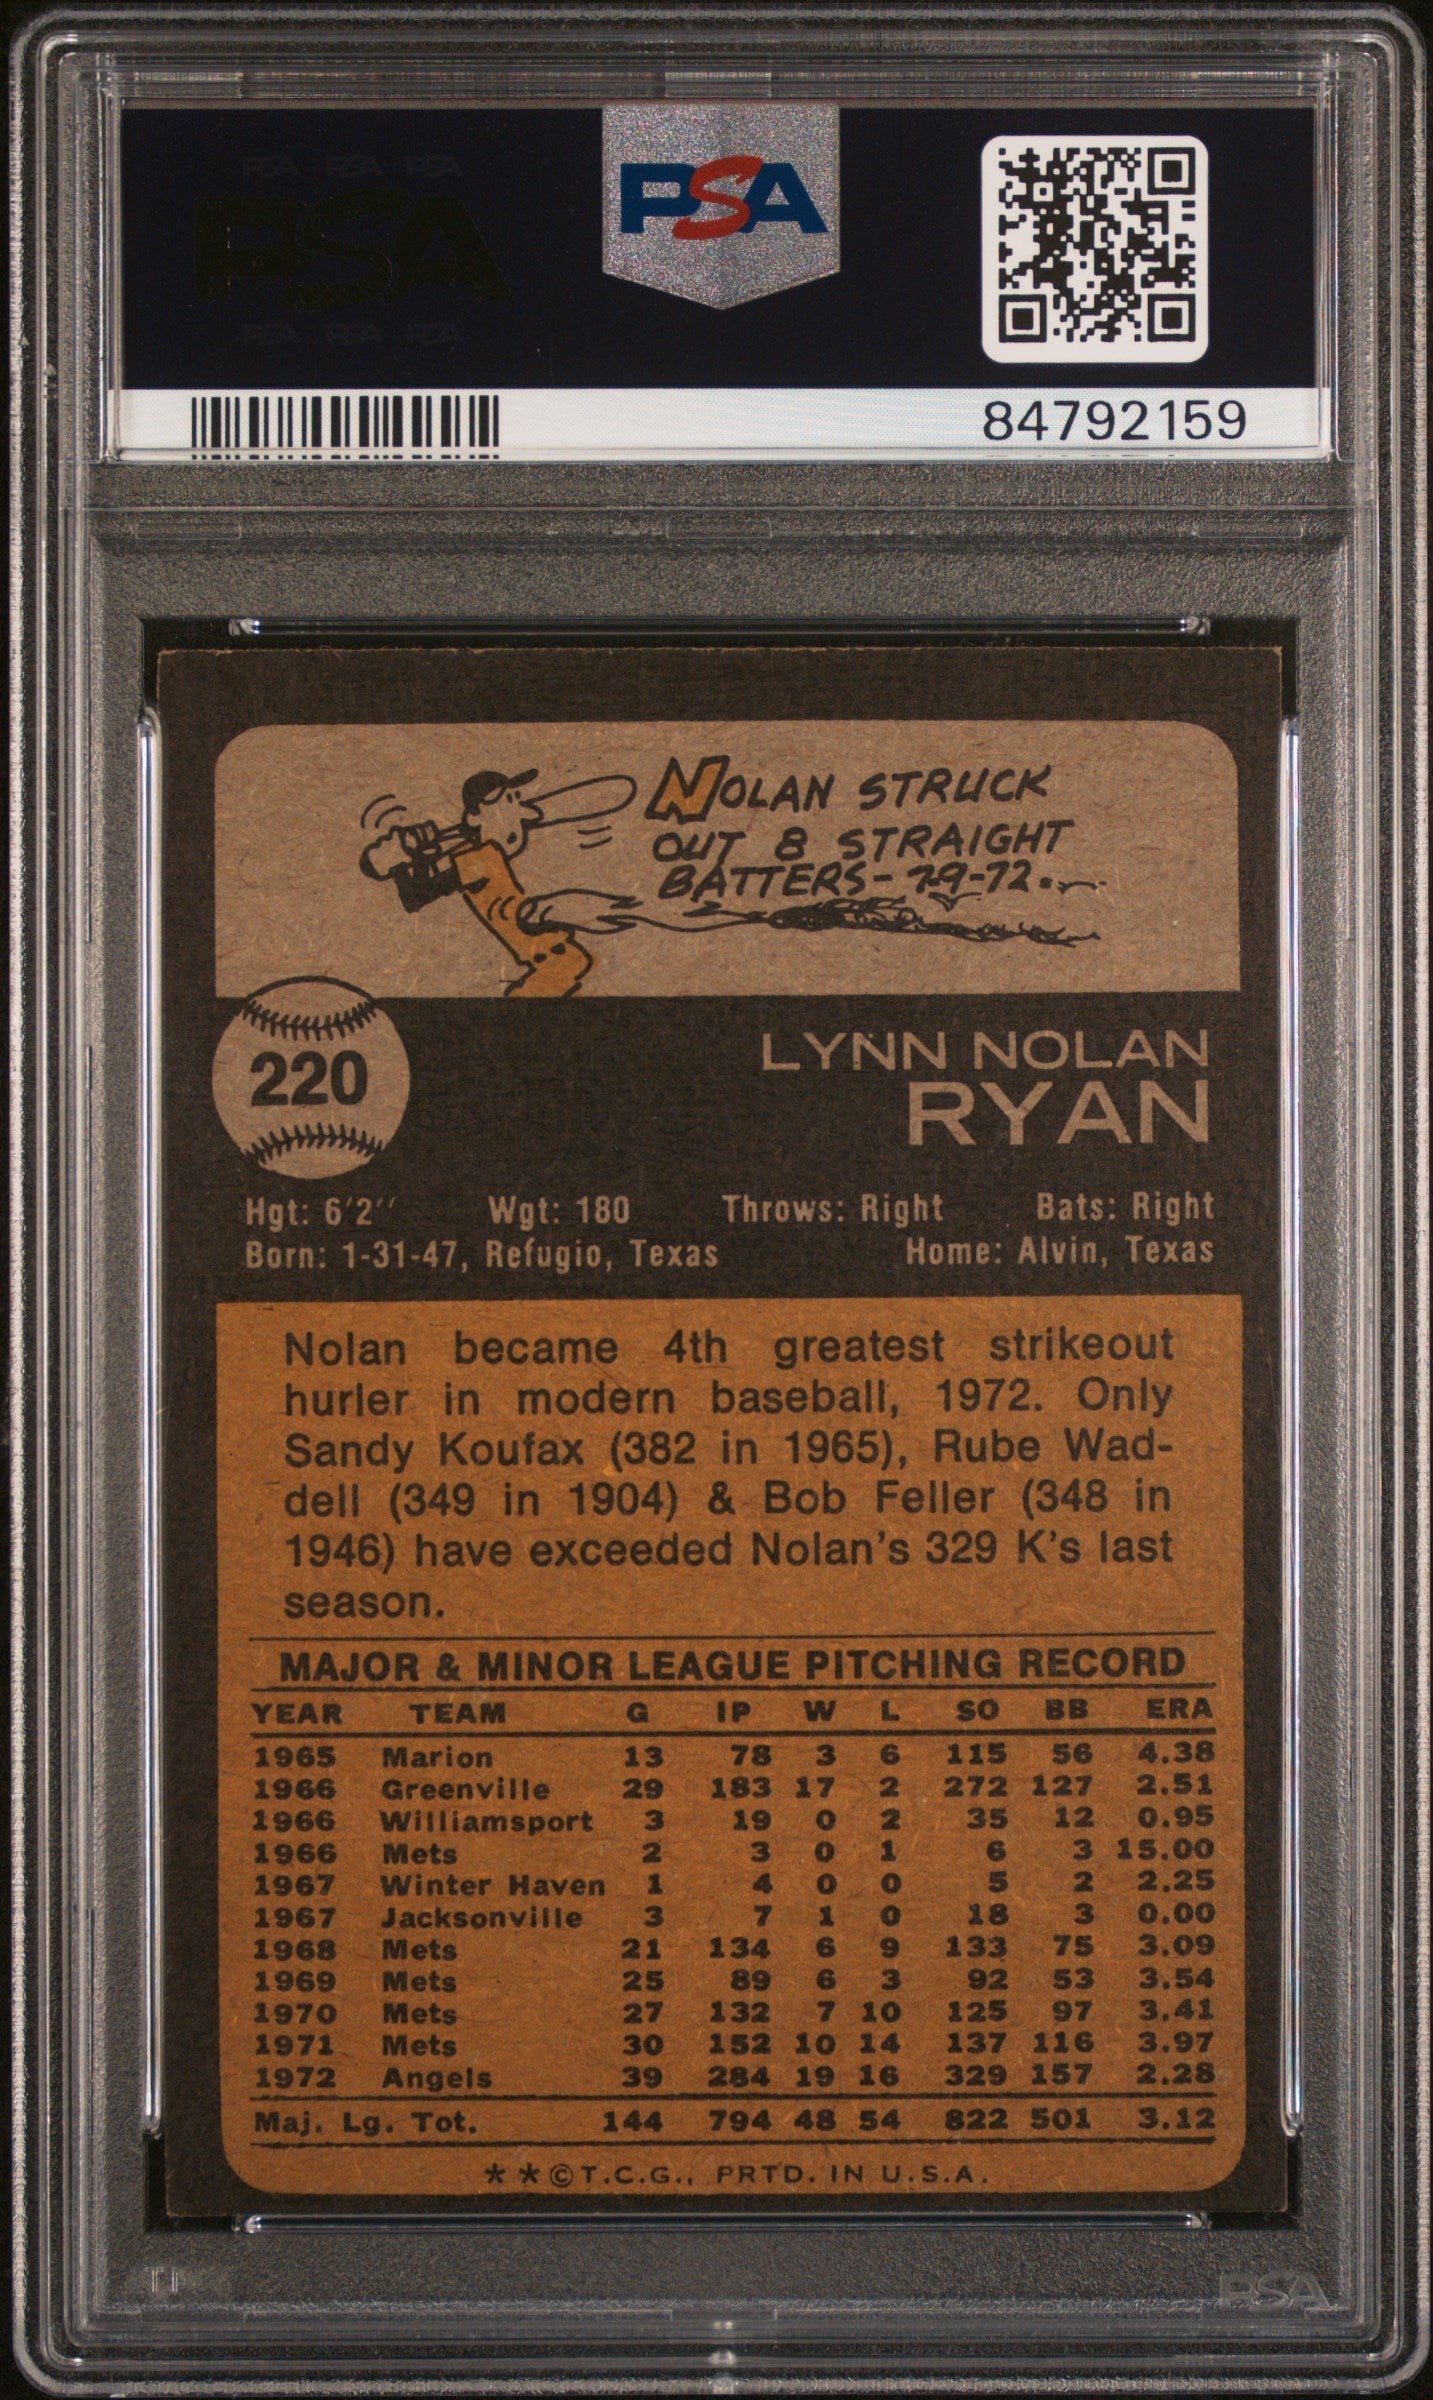 PSA PSA PSA
PSA
PSA PSA PSA
PSA
84792159
NOLAN STRUCK
OUT 8 STRAIGHT
BATTERS-7-9-72.
220
LYNN NOLAN
RYAN
Hgt: 6'2" Wgt: 180 Throws: Right Bats: Right
Born: 1-31-47, Refugio, Texas Home: Alvin, Texas
Nolan became 4th greatest strikeout
hurler in modern baseball, 1972. Only
Sandy Koufax (382 in 1965), Rube Wad-
dell (349 in 1904) & Bob Feller (348 in
1946) have exceeded Nolan's 329 K's last
season.
MAJOR & MINOR LEAGUE PITCHING RECORD
YEAR TEAM G IP W L SO BB ERA
1965 Marion 13 78 3 6 115 56 4.38
1966 Greenville 29 183 17 2 272 127 2.51
1966 Williamsport 3 19 0 2 35 12 0.95
1966 Mets 2 3 0 1 6 3 15.00
1967 Winter Haven 1 4 0 0 5 2 2.25
1967 Jacksonville 3 7 1 0 18 3 0.00
1968 Mets 21 134 6 9 133 75 3.09
1969 Mets 25 89 6 3 92 53 3.54
1970 Mets 27 132 7 10 125 97 3.41
1971 Mets 30 152 10 14 137 116 3.97
1972 Angels 39 284 19 16 329 157 2.28
Maj. Lg. Tot. 144 794 48 54 822 501 3.12
* * © T.C.G., PRTD. IN U.S.A.
PSA